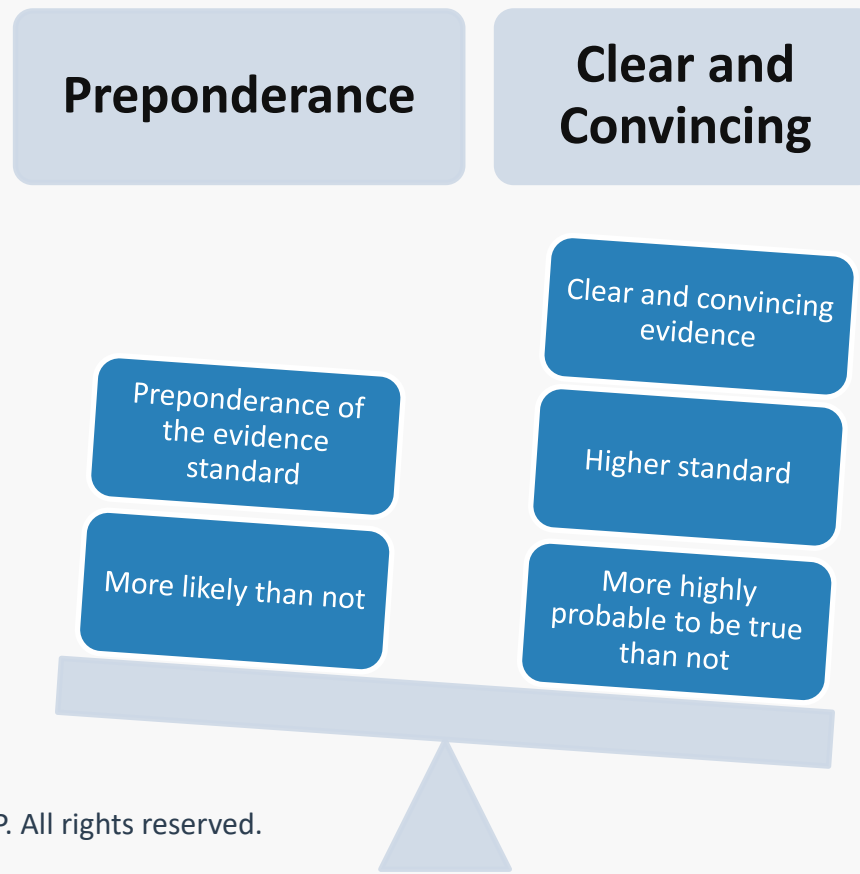 Preponderance
Clear and
Convincing
Preponderance of
the evidence
standard
More likely than not
Clear and convincing
evidence
Higher standard
More highly
probable to be true
than not
P. All rights reserved.